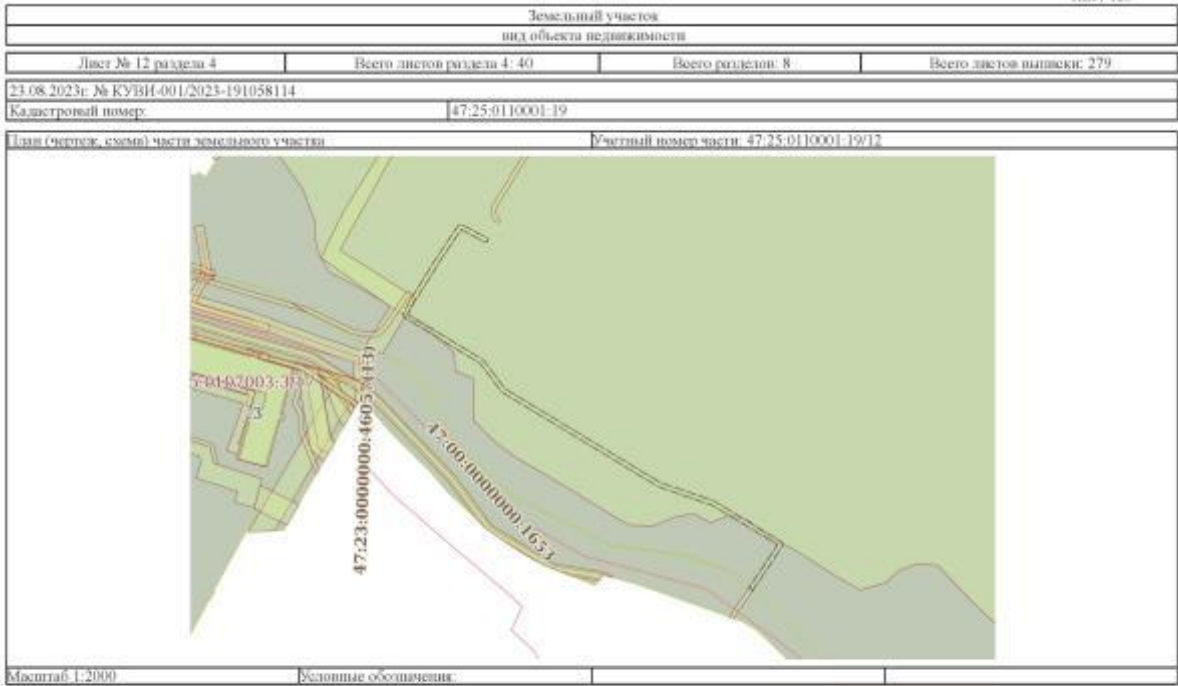 Земельный участок
вид объекта недвижимости
Лист № 12 раздела 4 Всего листов раздела 4: 40 Всего разделов: 8 Всего листов выписки: 279
23.08.2023г. № КУВИ-001/2023-191058114
Кадастровый номер: 47:25:0110001:19
План (чертеж, схема) части земельного участка Учетный номер части: 47:25:0110001:19/12
47:23:0000000:46057(13)
47:00:0000000:1653
Масштаб 1:2000 Условные обозначения: